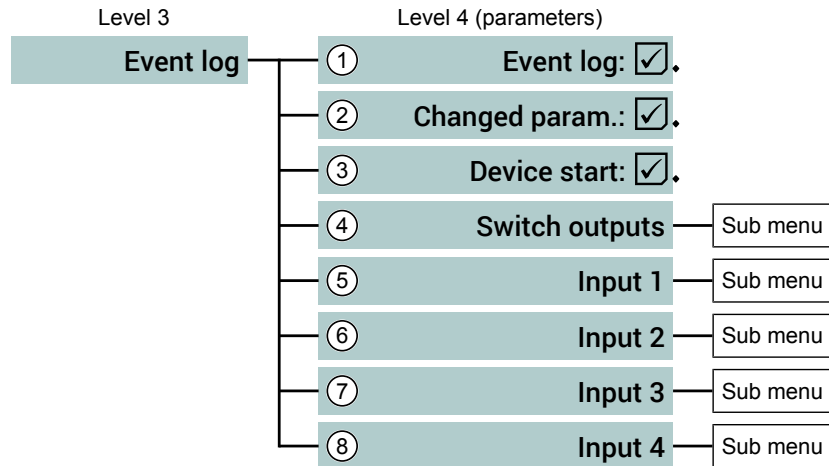 Level 3 Level 4 (parameters)
Event log 1 Event log:
2 Changed param.:
3 Device start:
4 Switch outputs Sub menu
5 Input 1 Sub menu
6 Input 2 Sub menu
7 Input 3 Sub menu
8 Input 4 Sub menu